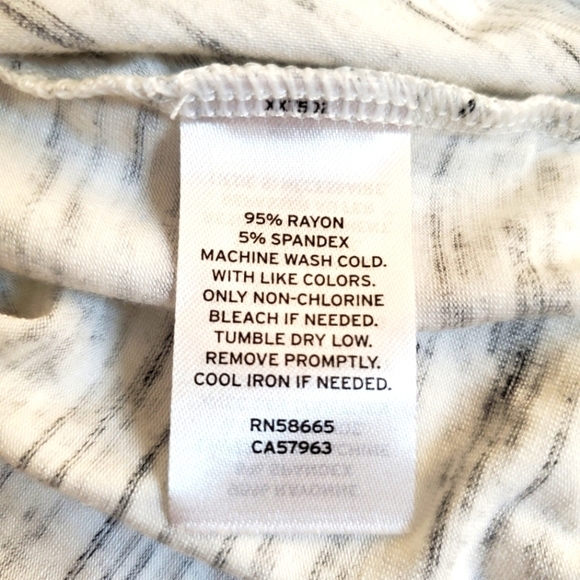 95% RAYON
5% SPANDEX
MACHINE WASH COLD.
WITH LIKE COLORS.
ONLY NON-CHLORINE
BLEACH IF NEEDED.
TUMBLE DRY LOW.
REMOVE PROMPTLY.
COOL IRON IF NEEDED.
RN58665
CA57963